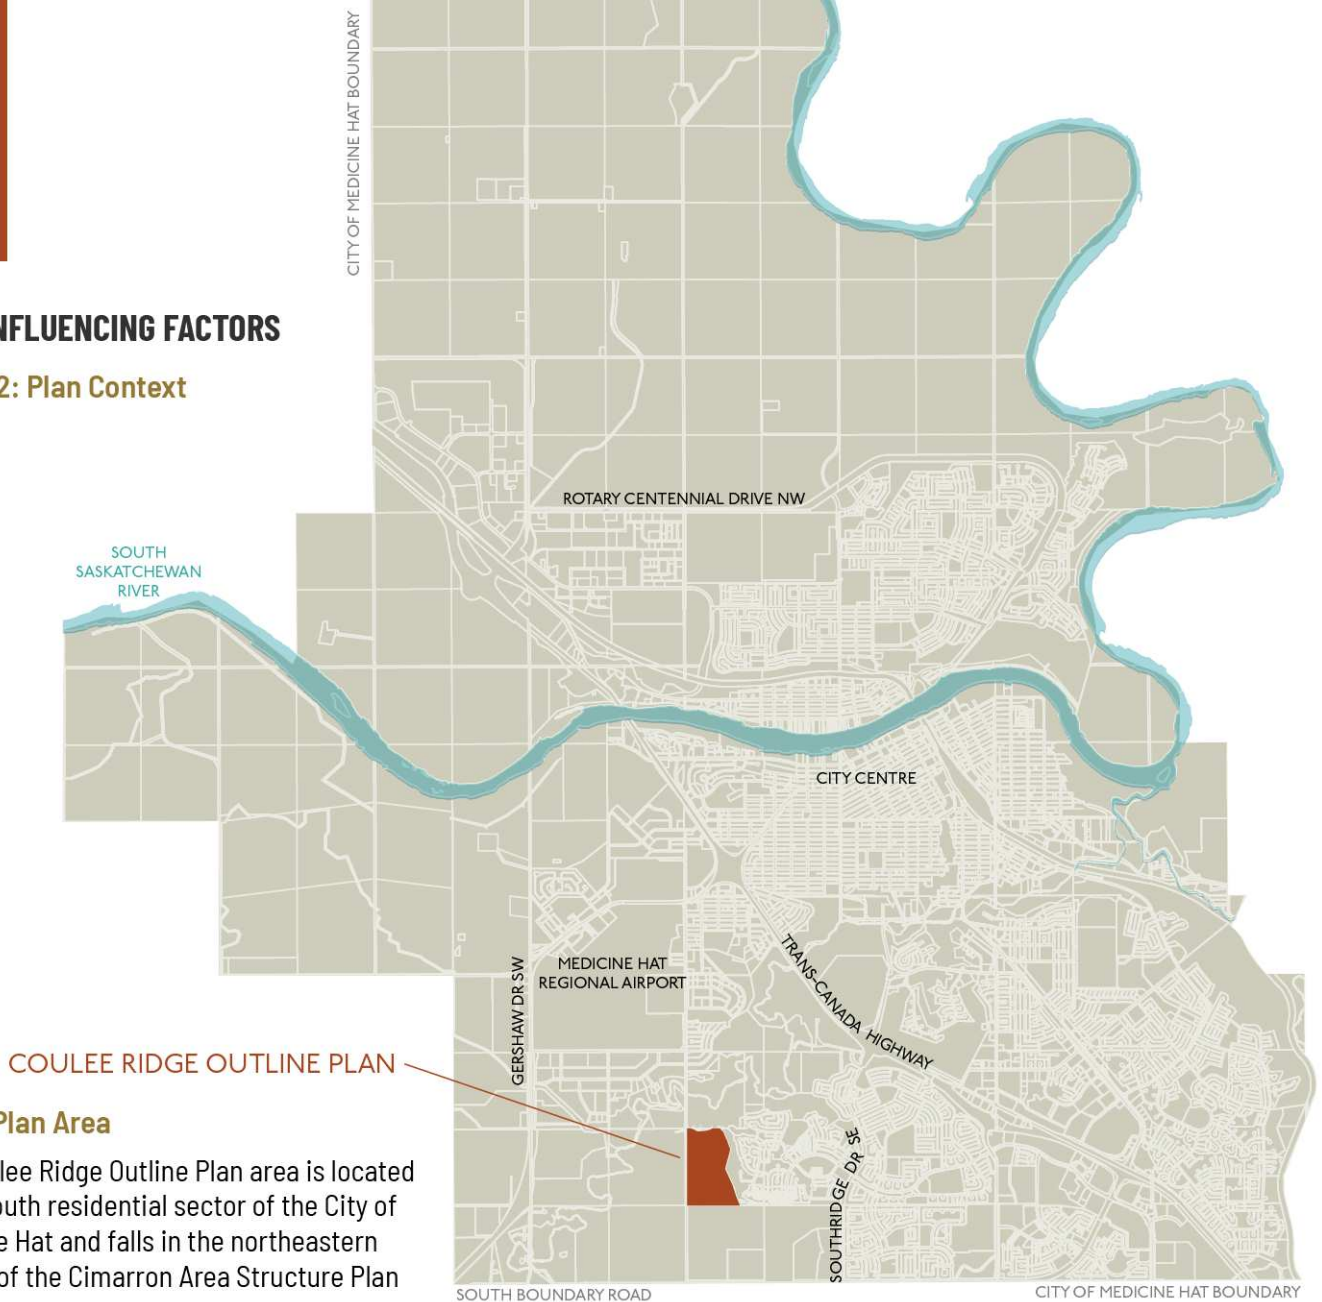 CITY OF MEDICINE HAT BOUNDARY
NFLUENCING FACTORS
2: Plan Context
ROTARY CENTENNIAL DRIVE NW
SOUTH
SASKATCHEWAN
RIVER
CITY CENTRE
TRANS-CANADA HIGHWAY
MEDICINE HAT
REGIONAL AIRPORT
GERSHAW DR SW
COULEE RIDGE OUTLINE PLAN
Plan Area
lee Ridge Outline Plan area is located
outh residential sector of the City of
e Hat and falls in the northeastern
of the Cimarron Area Structure Plan
SOUTHRIDGE DR SE
SOUTH BOUNDARY ROAD
CITY OF MEDICINE HAT BOUNDARY